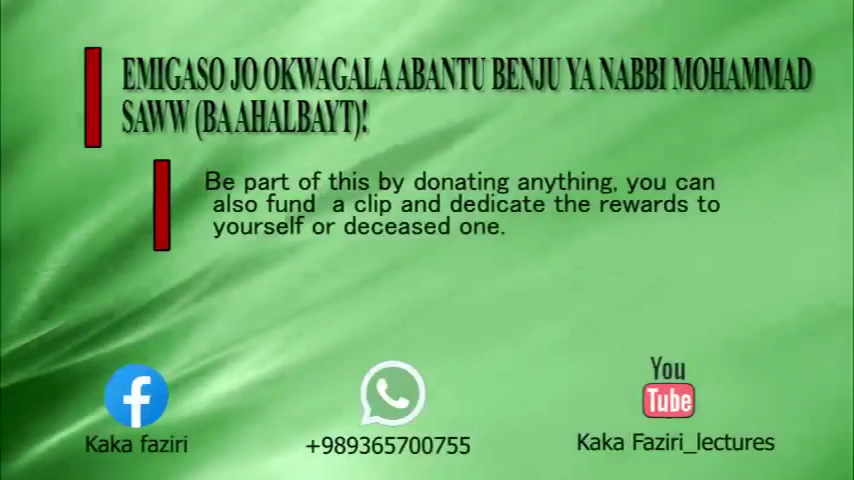 EMIGASO JO OKWAGALA ABANTU BENJU YA NABBI MOHAMMAD
SAWW (BA AHALBAYT)!
Be part of this by donating anything, you can
also fund a clip and dedicate the rewards to
yourself or deceased one.
You
Tube
Kaka faziri
+989365700755
Kaka Faziri_lectures